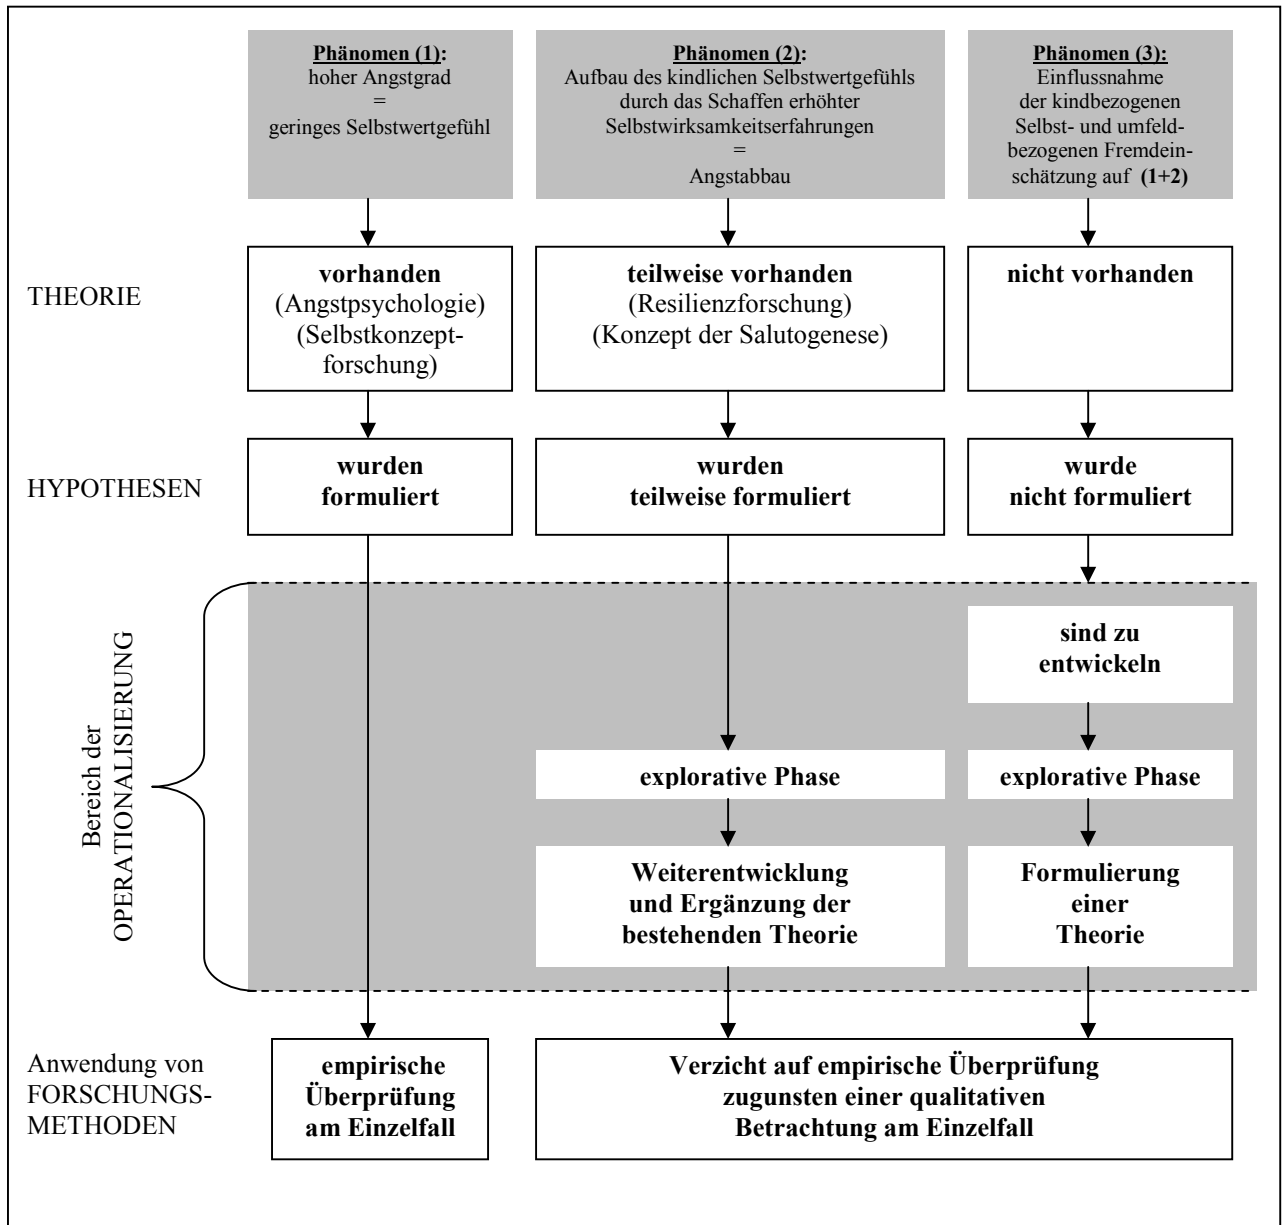 Phänomen (1):
hoher Angstgrad
=
geringes Selbstwertgefühl
Phänomen (2):
Aufbau des kindlichen Selbstwertgefühls
durch das Schaffen erhöhter
Selbstwirksamkeitserfahrungen
=
Angstabbau
Phänomen (3):
Einflussnahme
der kindbezogenen
Selbst- und umfeld-
bezogenen Fremdein-
schätzung auf (1+2)
THEORIE
vorhanden
(Angstpsychologie)
(Selbstkonzept-
forschung)
teilweise vorhanden
(Resilienzforschung)
(Konzept der Salutogenese)
nicht vorhanden
HYPOTHESEN
wurden
formuliert
wurden
teilweise formuliert
wurde
nicht formuliert
Bereich der
OPERATIONALISIERUNG
sind zu
entwickeln
explorative Phase
explorative Phase
Weiterentwicklung
und Ergänzung der
bestehenden Theorie
Formulierung
einer
Theorie
Anwendung von
FORSCHUNGS-
METHODEN
empirische
Überprüfung
am Einzelfall
Verzicht auf empirische Überprüfung
zugunsten einer qualitativen
Betrachtung am Einzelfall